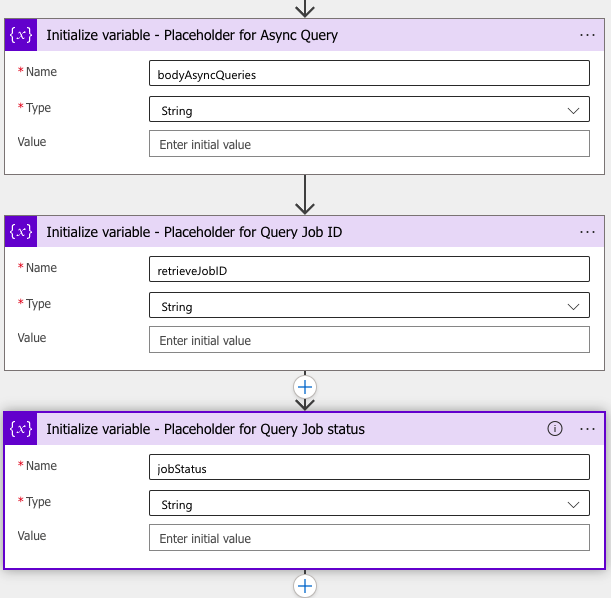 {x} Initialize variable - Placeholder for Async Query ...
* Name bodyAsyncQueries
* Type String
Value Enter initial value
{x} Initialize variable - Placeholder for Query Job ID ...
* Name retrieveJobID
* Type String
Value Enter initial value
{x} Initialize variable - Placeholder for Query Job status ...
* Name jobStatus
* Type String
Value Enter initial value